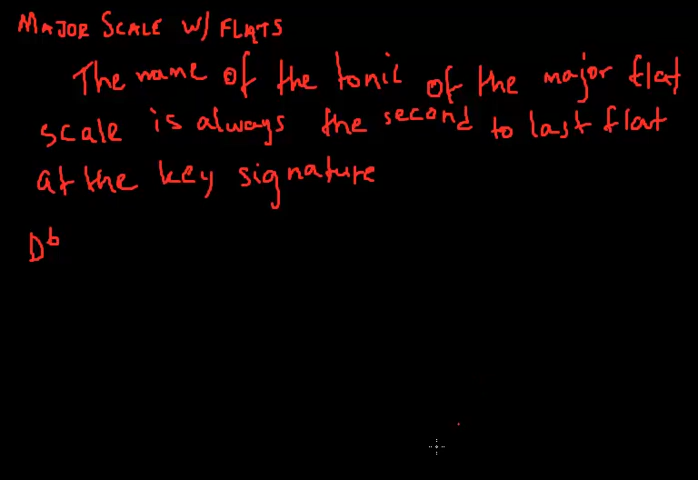 MAJOR SCALE W/ FLATS
The name of the tonic of the major flat
scale is always the second to last flat
at the key signature
Db